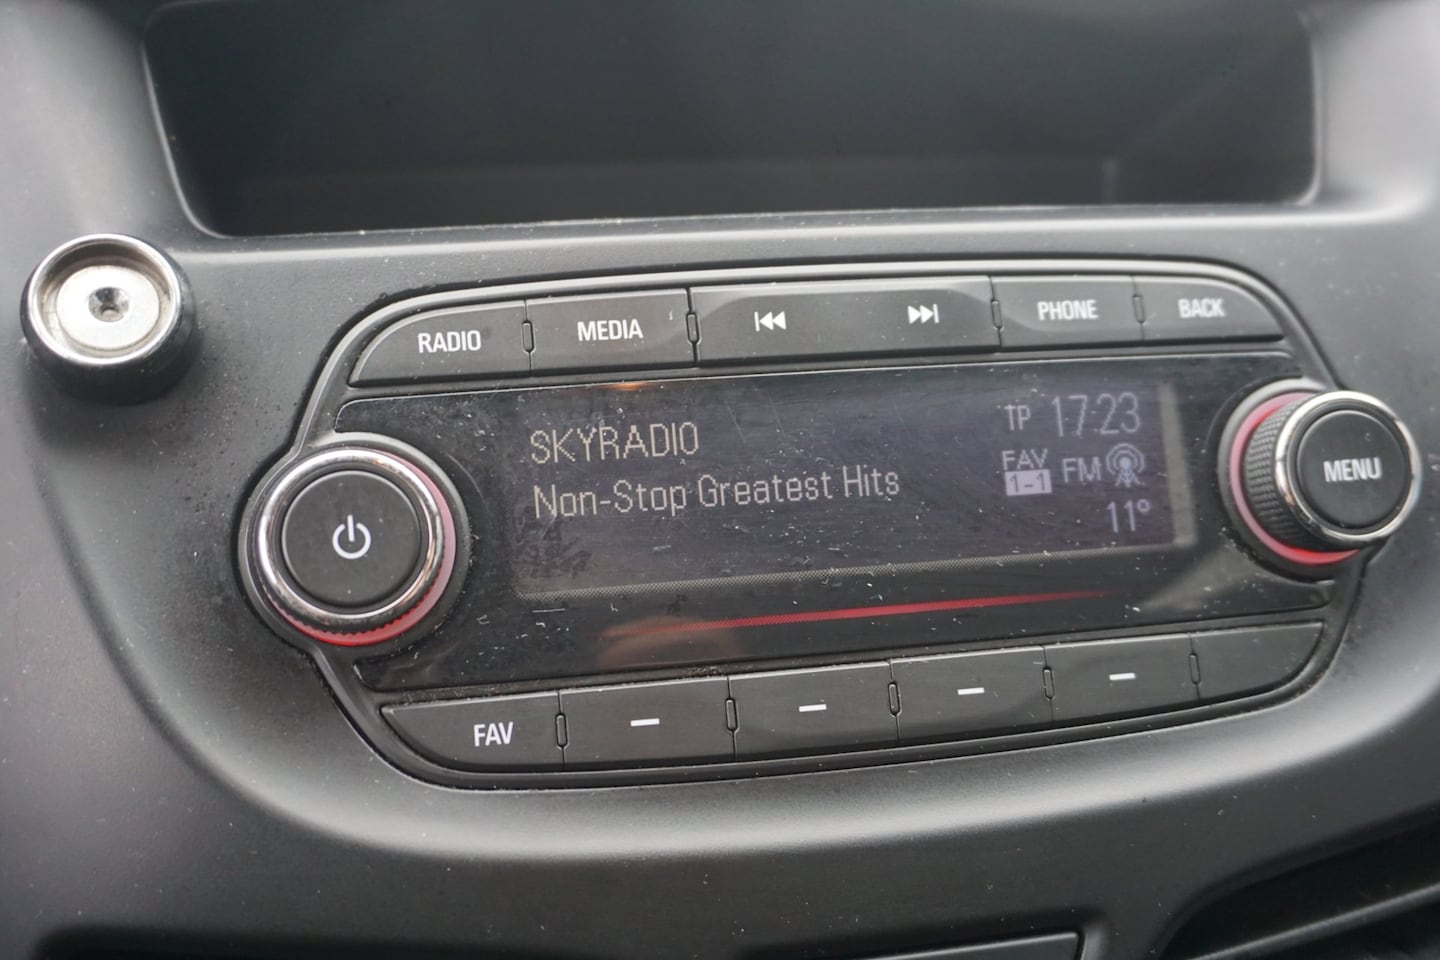 RADIO MEDIA PHONE BACK
SKYRADIO TP 17:23
Non-Stop Greatest Hits FAV 1-1 FM
11°
MENU
FAV